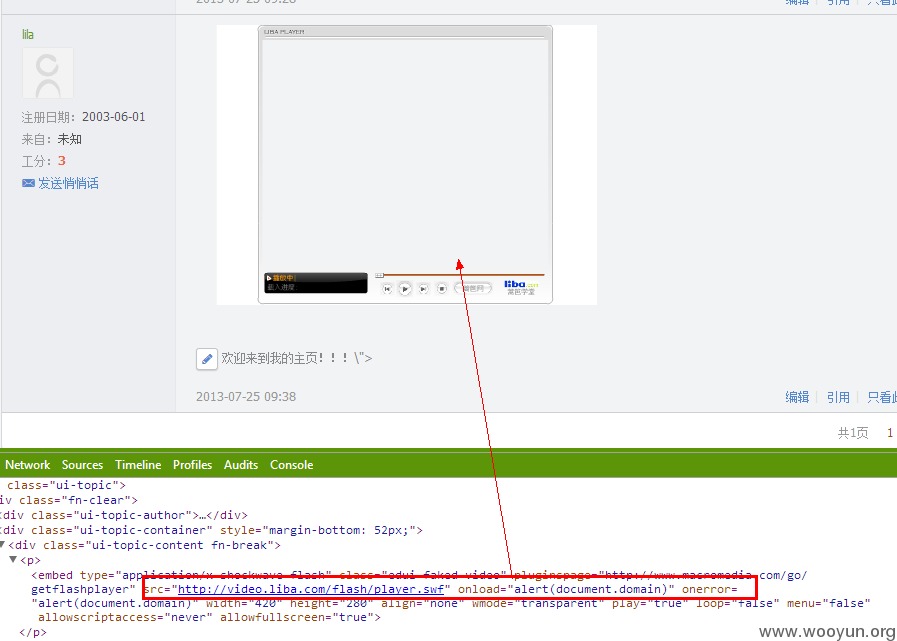 2013-07-25 09:28
编辑 引用 只看此
lila
LIBA PLAYER
注册日期：2003-06-01
来自：未知
工分：3
发送悄悄话
播放中
载入进度
liba.com
篱笆学堂
欢迎来到我的主页！！！\">
2013-07-25 09:38
编辑 引用 只看此
共1页 1
Network Sources Timeline Profiles Audits Console
class="ui-topic">
iv class="fn-clear">
<div class="ui-topic-author">…</div>
<div class="ui-topic-container" style="margin-bottom: 52px;">
▼<div class="ui-topic-content fn-break">
▼<p>
<embed type="application/x-shockwave-flash" class="edui-faked-video" pluginspage="http://www.macromedia.com/go/
getflashplayer" src="http://video.liba.com/flash/player.swf" onload="alert(document.domain)" onerror=
"alert(document.domain)" width="420" height="280" align="none" wmode="transparent" play="true" loop="false" menu="false"
allowscriptaccess="never" allowfullscreen="true">
</p>
www.wooyun.org